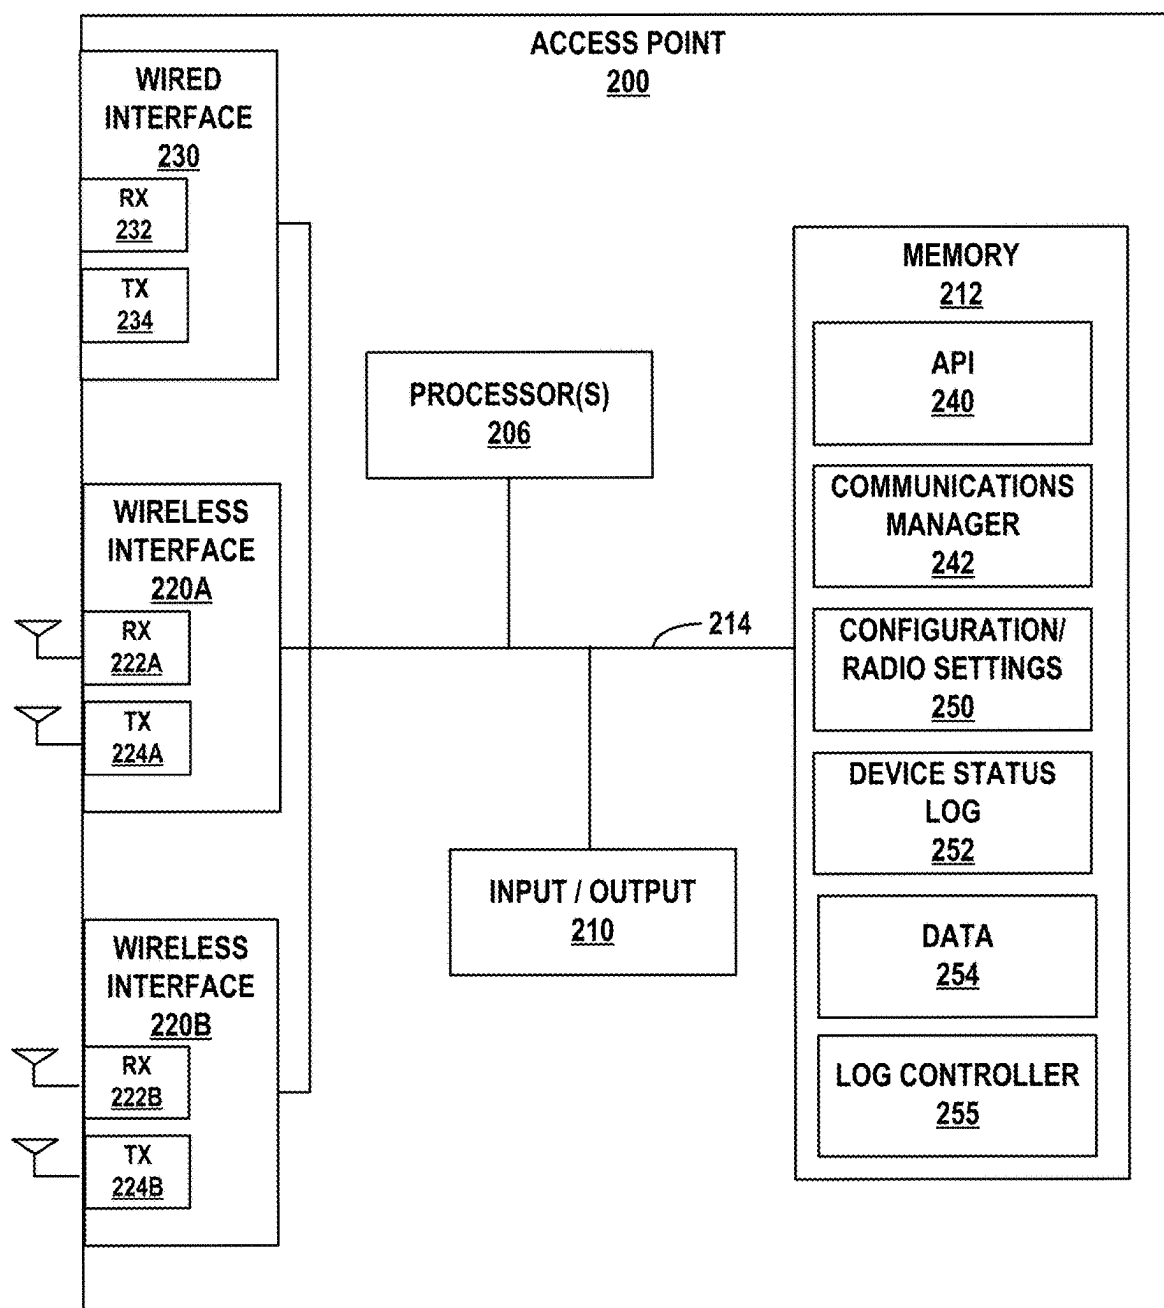 ACCESS POINT
200
WIRED
INTERFACE
230
RX
232
TX
234
WIRELESS
INTERFACE
220A
RX
222A
TX
224A
WIRELESS
INTERFACE
220B
RX
222B
TX
224B
PROCESSOR(S)
206
214
INPUT / OUTPUT
210
MEMORY
212
API
240
COMMUNICATIONS
MANAGER
242
CONFIGURATION/
RADIO SETTINGS
250
DEVICE STATUS
LOG
252
DATA
254
LOG CONTROLLER
255